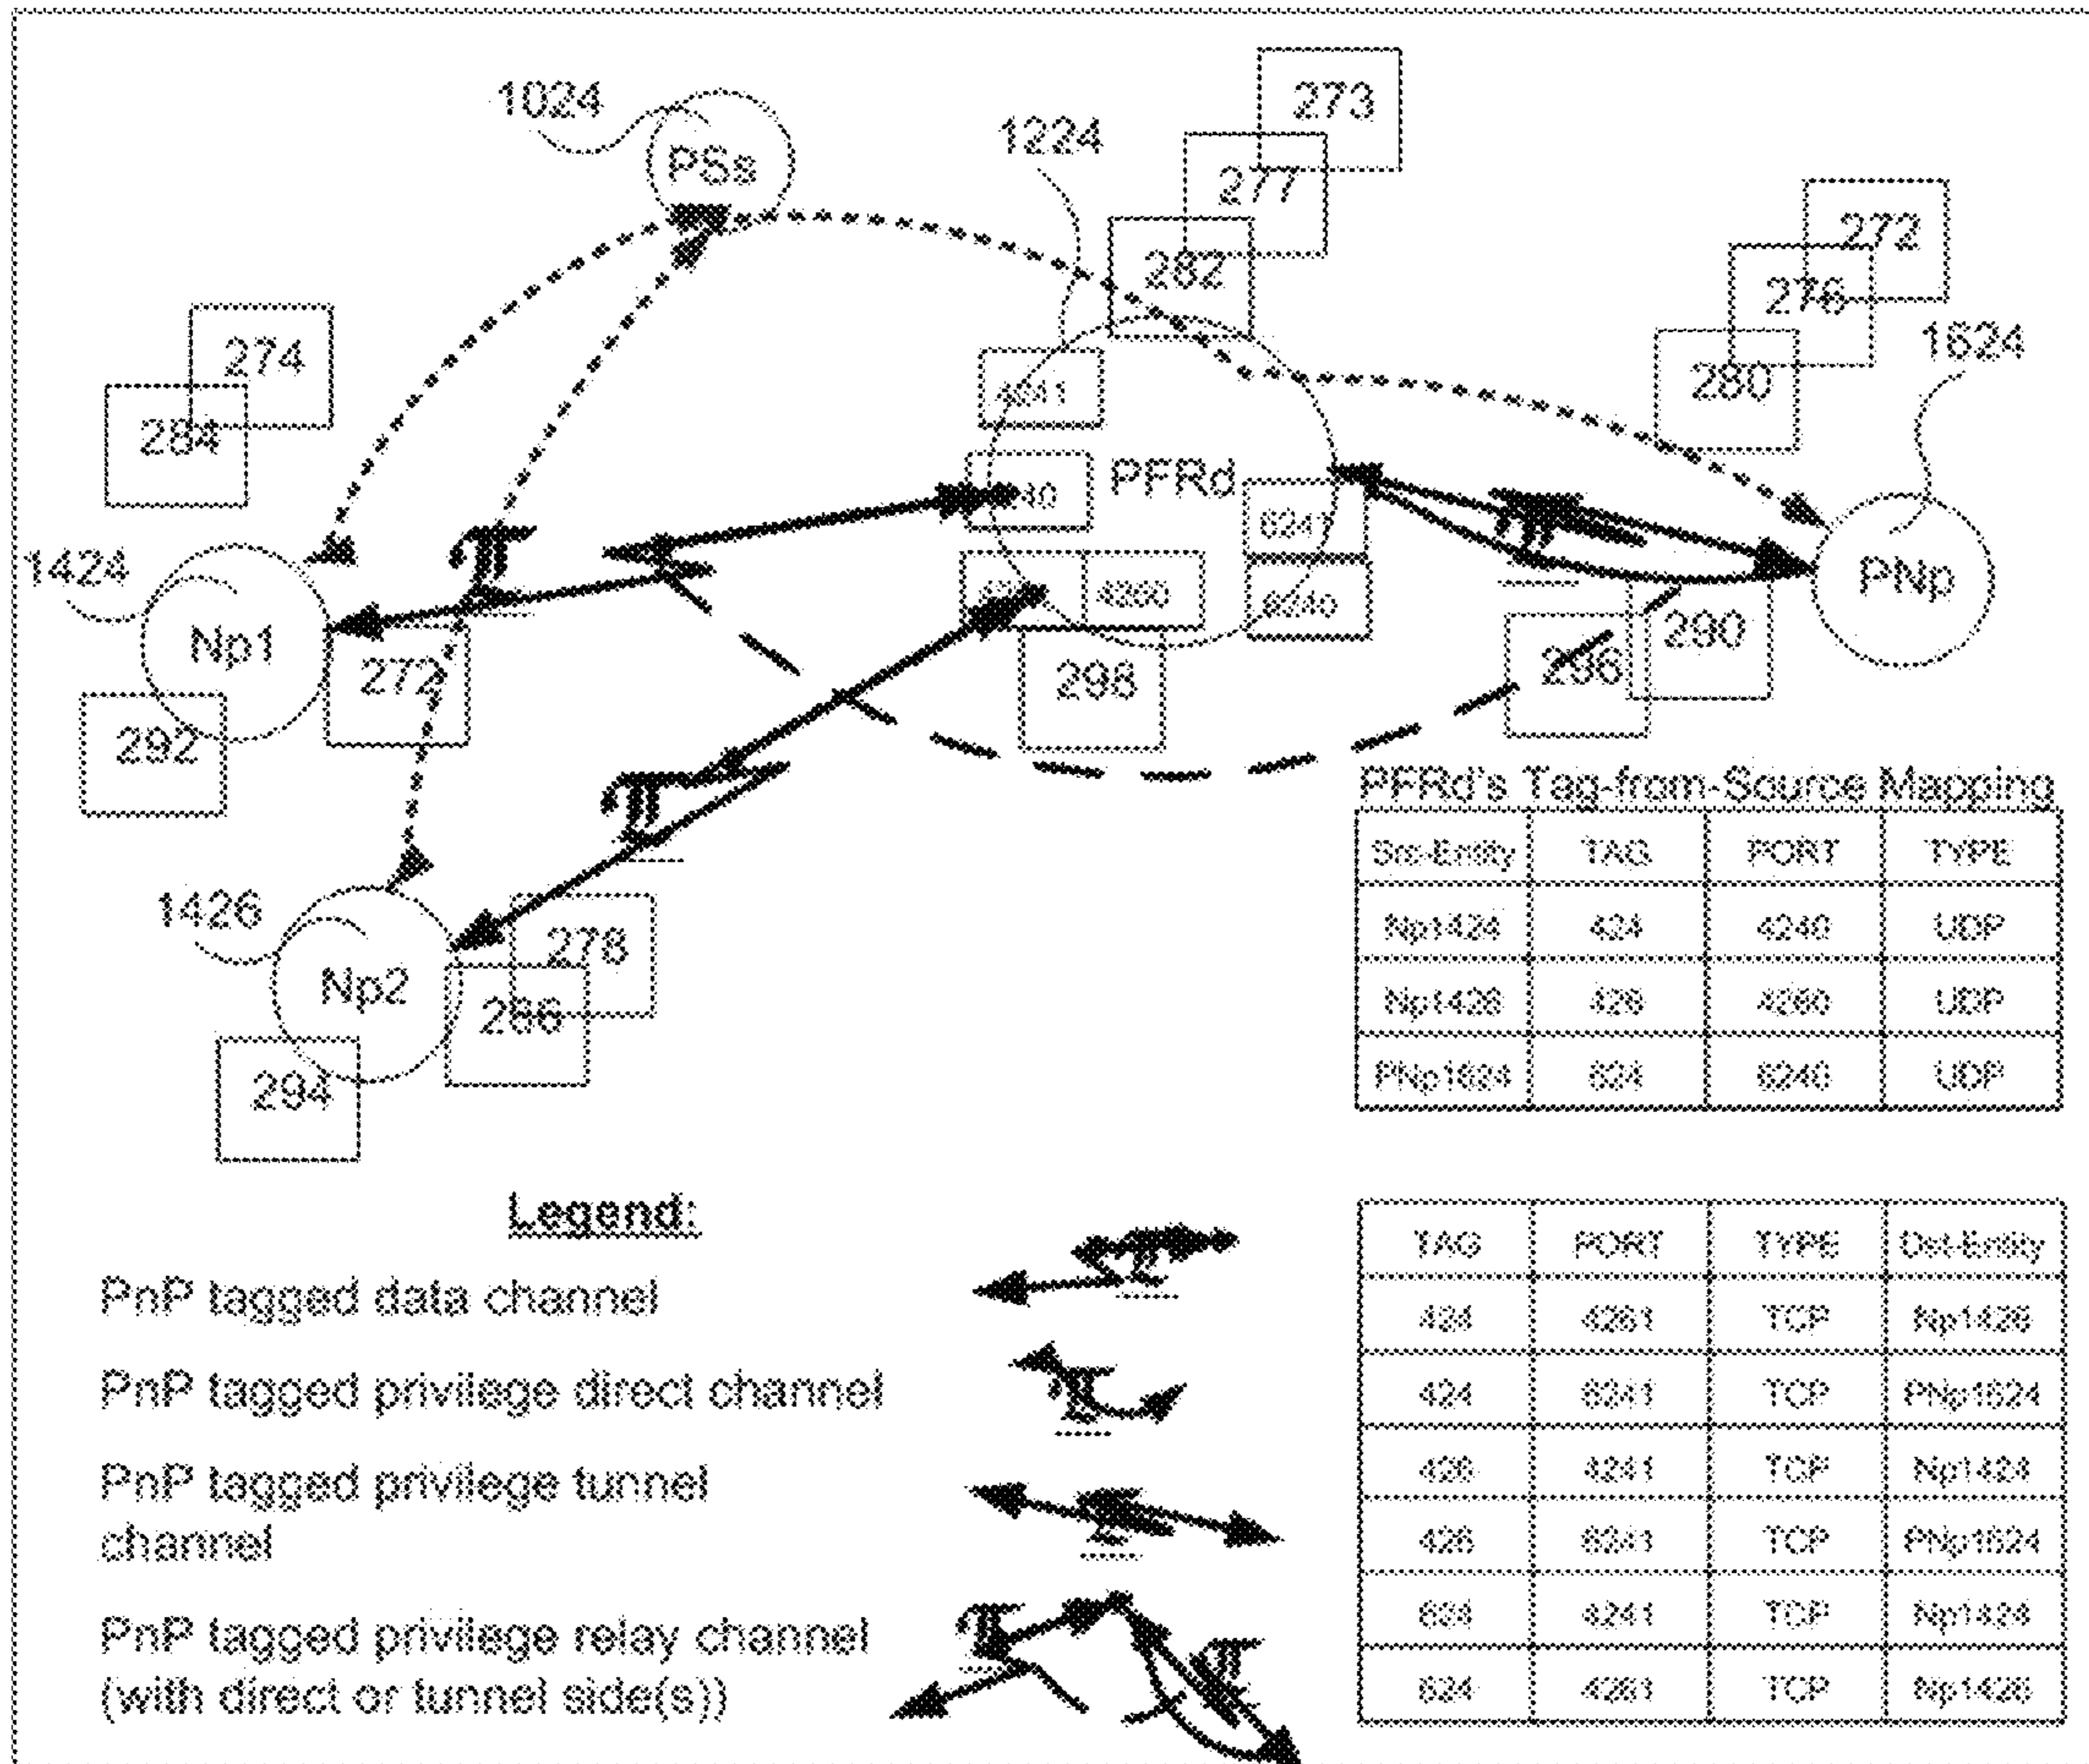 273
1024
1224
277
PSs
272
282
276
1624
274
280
284
4241
PFRd
4240
6241
1424
PNp
4260
6240
Np1
290
272
298
296
292
PFRd's Tag-from-Source Mapping
Src-Entity TAG PORT TYPE
1426
Np1424 424 4240 UDP
278
Np2
Np1426 426 4260 UDP
286
PNp1624 624 6240 UDP
294
Legend:
TAG PORT TYPE Dst-Entity
PnP tagged data channel
424 4261 TCP Np1426
PnP tagged privilege direct channel
424 6241 TCP PNp1624
PnP tagged privilege tunnel
channel
426 4241 TCP Np1424
426 6241 TCP PNp1624
PnP tagged privilege relay channel
(with direct or tunnel side(s))
624 4241 TCP Np1424
624 4261 TCP Np1426